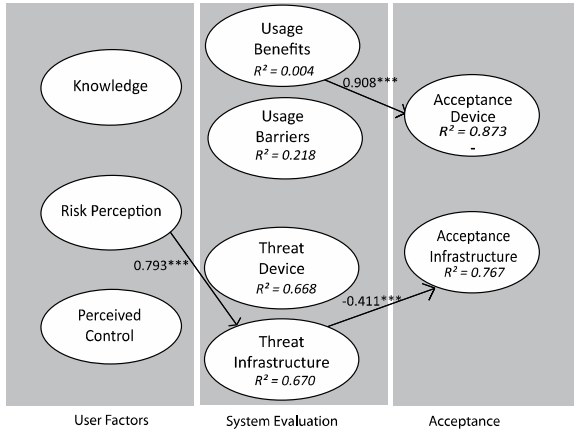 Knowledge
Risk Perception
Perceived
Control
Usage
Benefits
R² = 0.004
Usage
Barriers
R² = 0.218
Threat
Device
R² = 0.668
Threat
Infrastructure
R² = 0.670
0.908***
0.793***
-0.411***
Acceptance
Device
R² = 0.873
-
Acceptance
Infrastructure
R² = 0.767
User Factors
System Evaluation
Acceptance